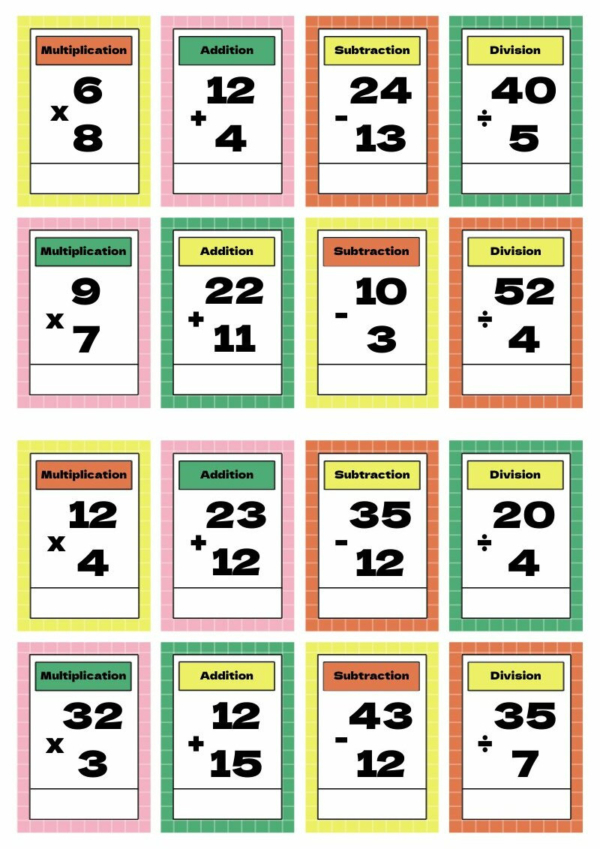 Multiplication
6
x
8
Addition
12
+
4
Subtraction
24
-
13
Division
40
÷
5
Multiplication
9
x
7
Addition
22
+
11
Subtraction
10
-
3
Division
52
÷
4
Multiplication
12
x
4
Addition
23
+
12
Subtraction
35
-
12
Division
20
÷
4
Multiplication
32
x
3
Addition
12
+
15
Subtraction
43
-
12
Division
35
÷
7